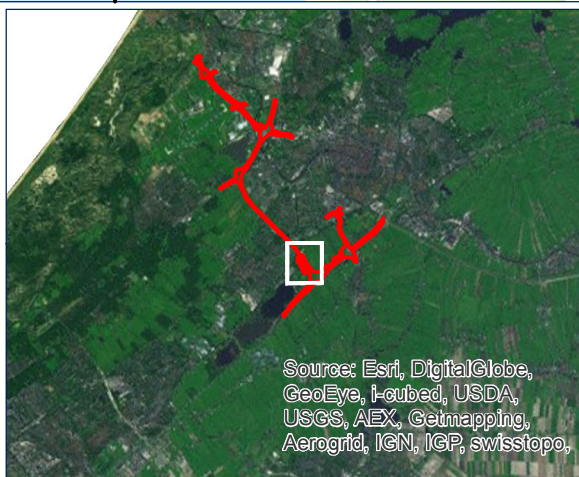 Source: Esri, DigitalGlobe,
GeoEye, i-cubed, USDA,
USGS, AEX, Getmapping,
Aerogrid, IGN, IGP, swisstopo,